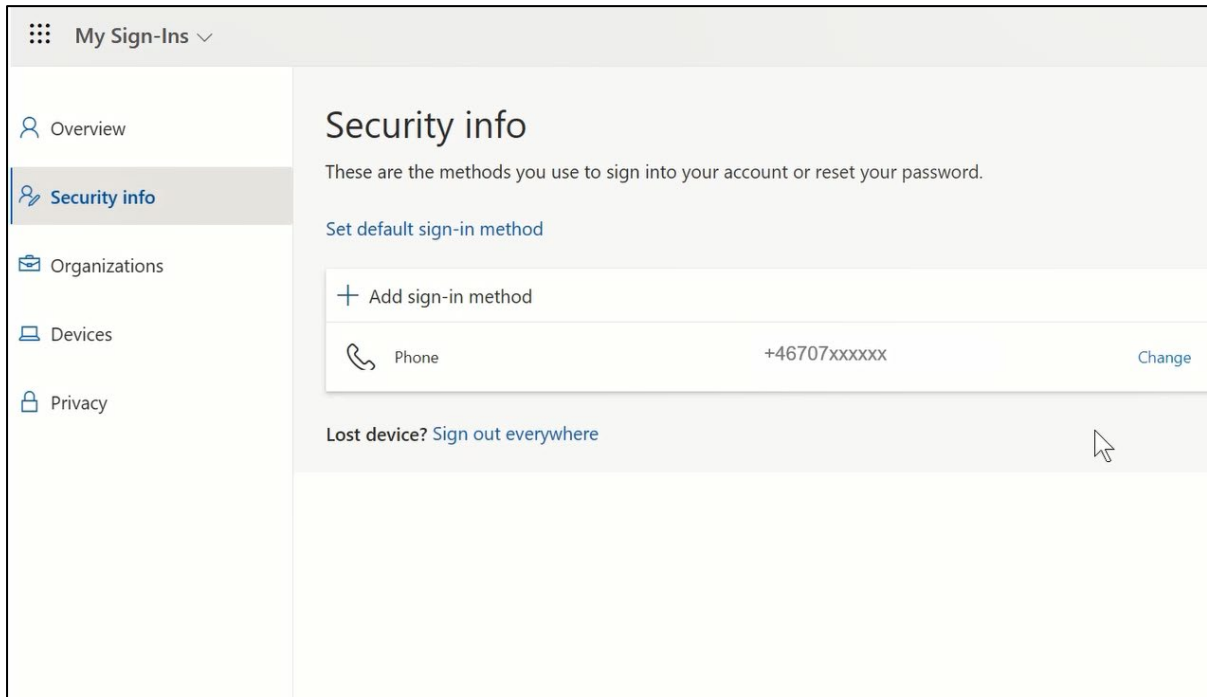 My Sign-Ins
Overview
Security info
Organizations
Devices
Privacy
Security info
These are the methods you use to sign into your account or reset your password.
Set default sign-in method
Add sign-in method
Phone +46707xxxxxx Change
Lost device? Sign out everywhere